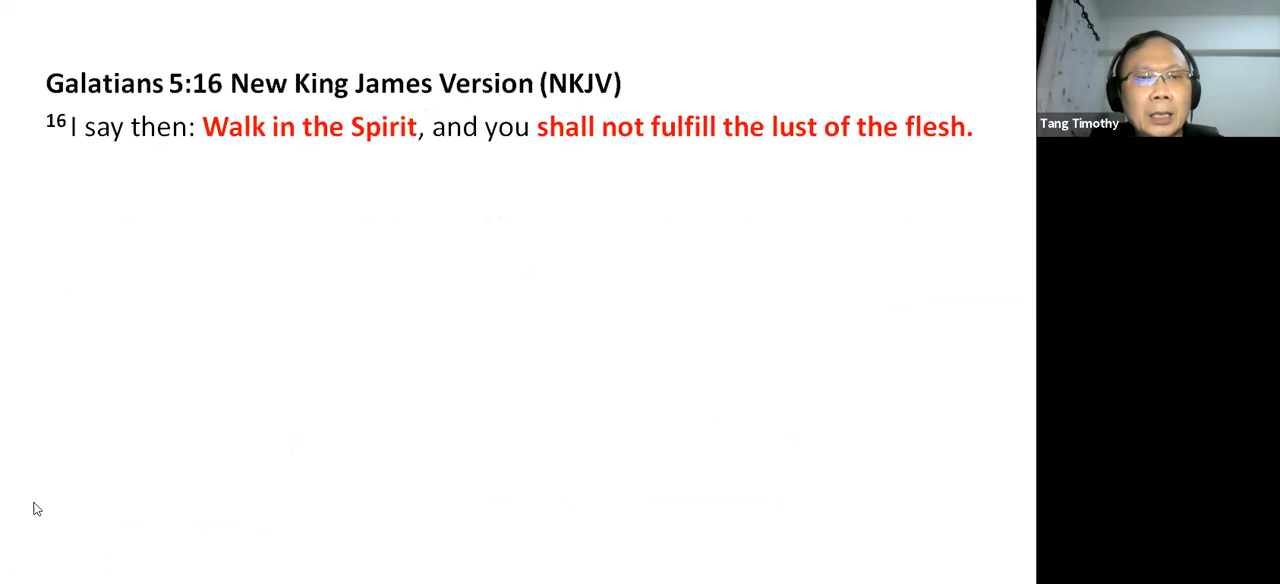 Galatians 5:16 New King James Version (NKJV)
16 I say then: Walk in the Spirit, and you shall not fulfill the lust of the flesh.
Tang Timothy